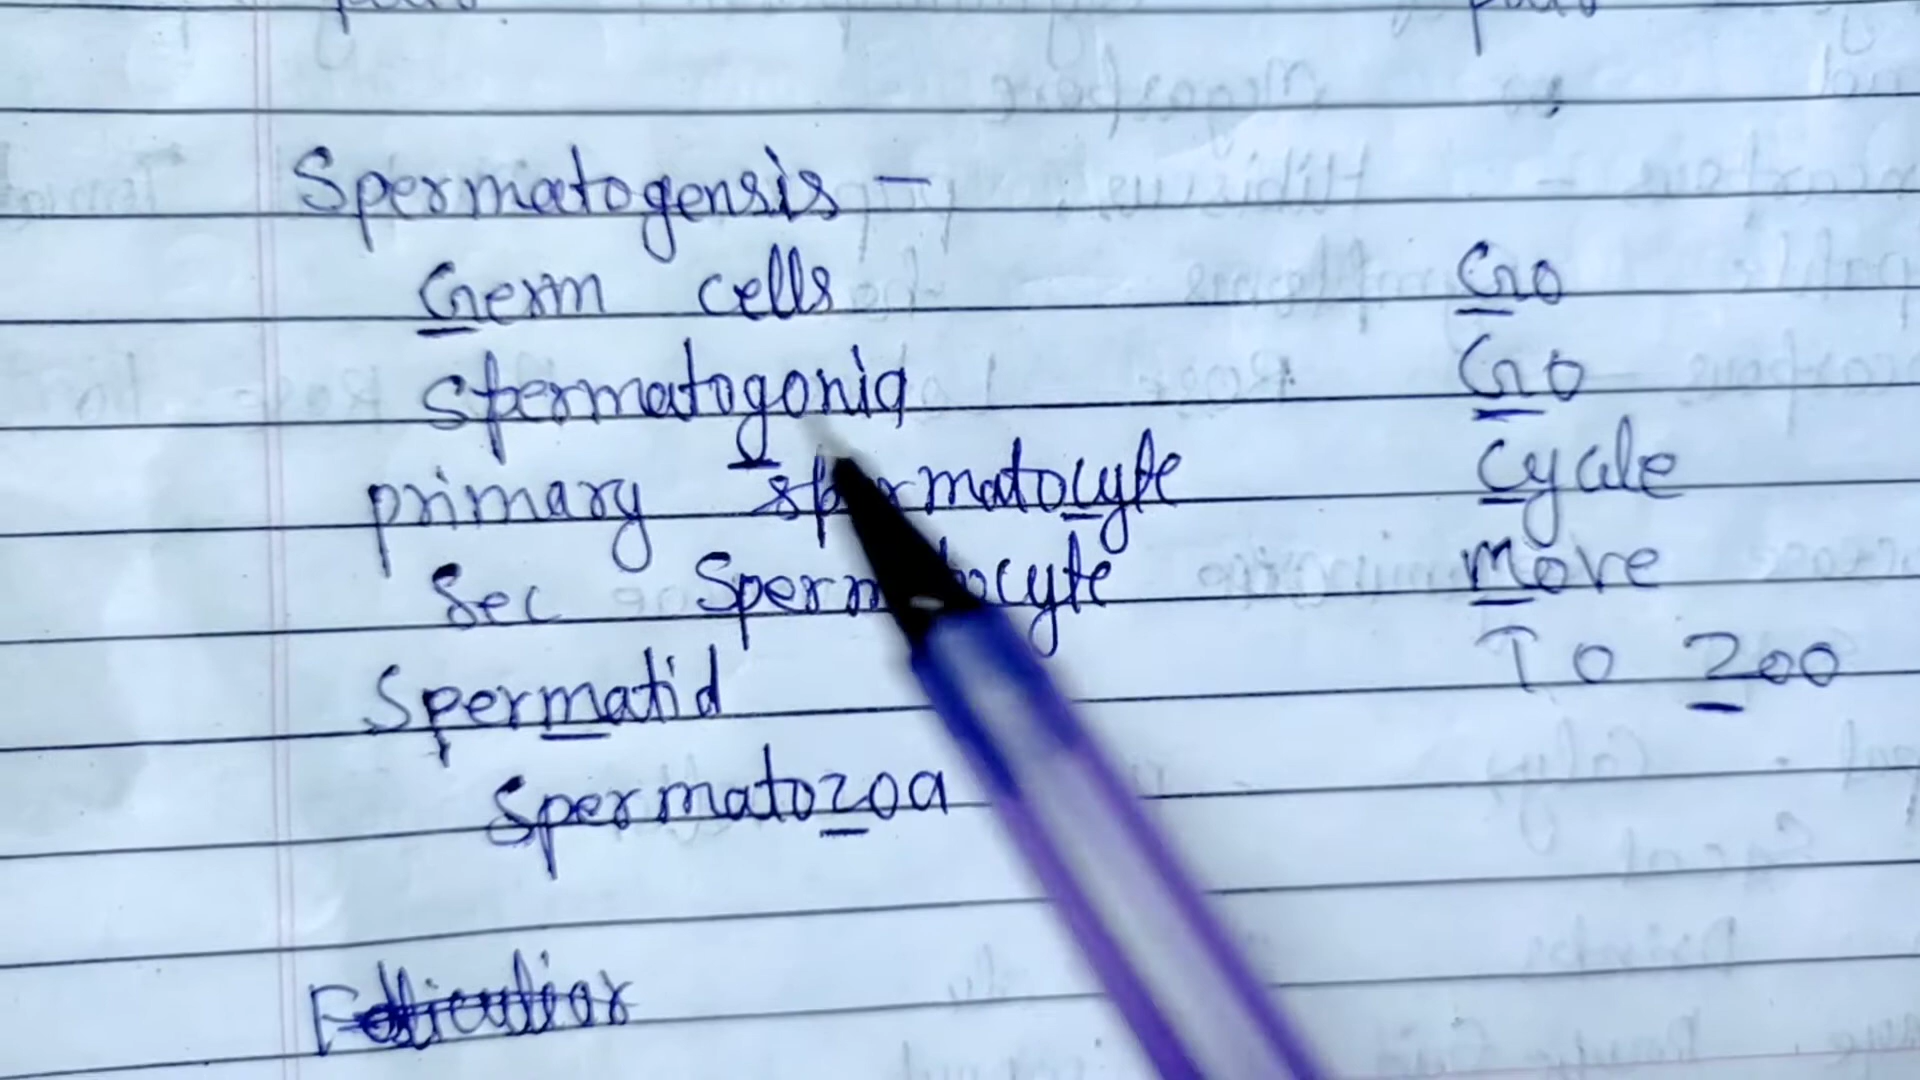 Spermatogensis - 
Germ cells Go
Spermatogonia Go
primary spermatocyte Cycle
Sec Spermatocyte Move
Spermatid To Zoo
Spermatozoa